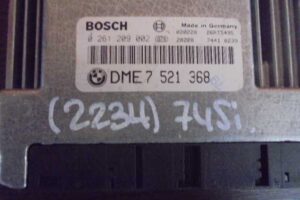 BOSCH Made in Germany
0 261 209 002
DME 7 521 368
(2234) 745i